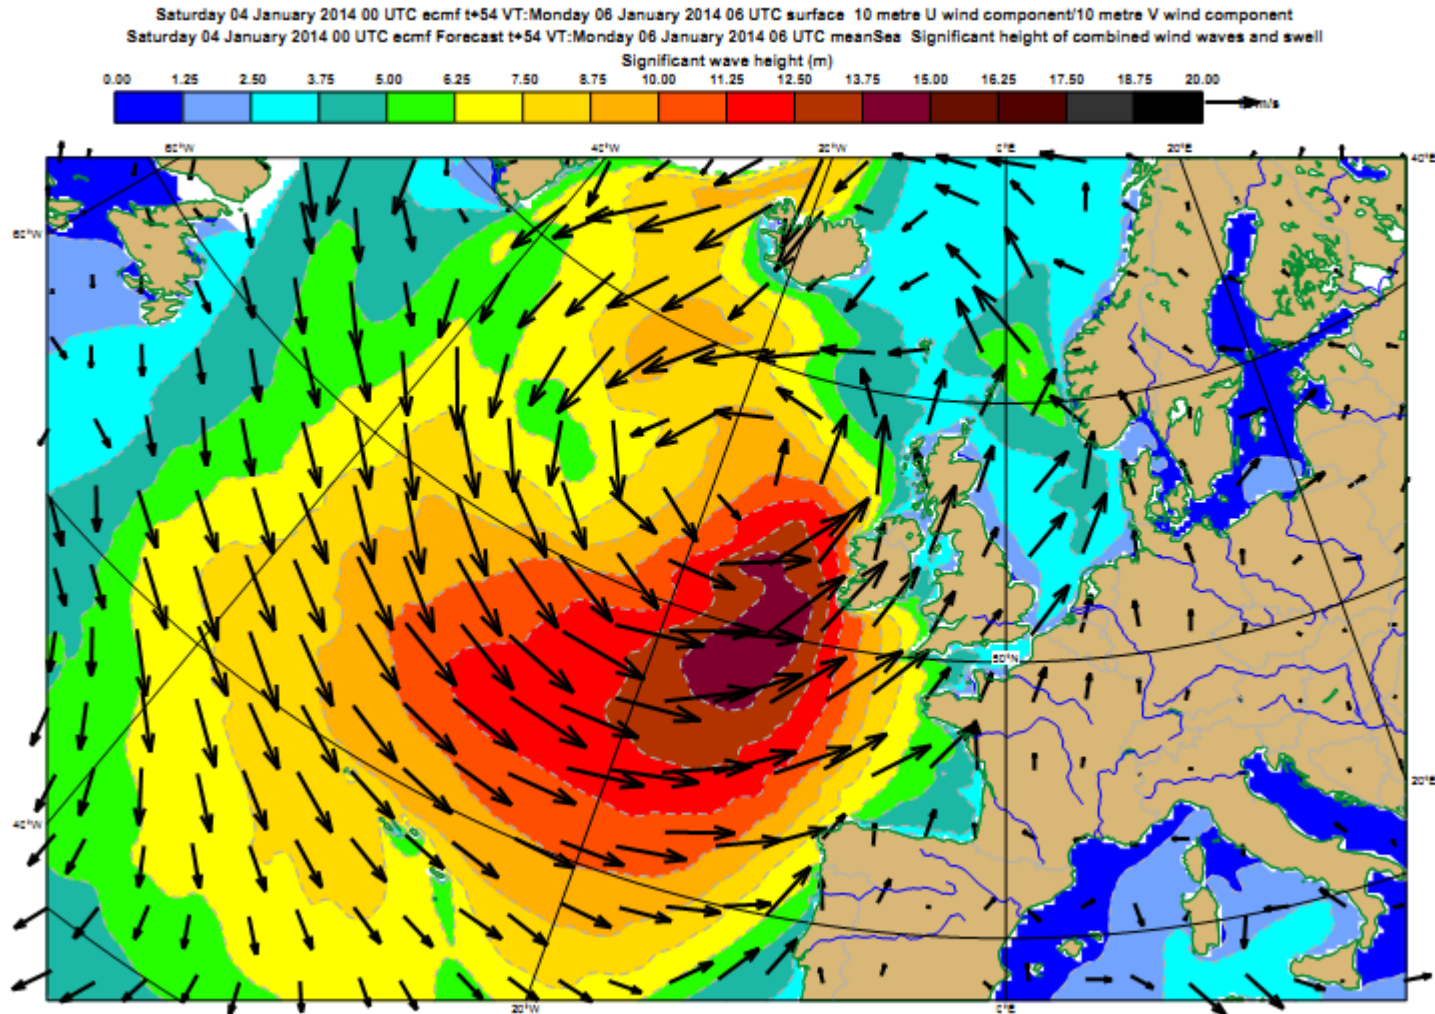 Saturday 04 January 2014 00 UTC ecmf t+54 VT:Monday 06 January 2014 06 UTC surface 10 metre U wind component/10 metre V wind component
Saturday 04 January 2014 00 UTC ecmf Forecast t+54 VT:Monday 06 January 2014 06 UTC meanSea Significant height of combined wind waves and swell
Significant wave height (m)
0.00 1.25 2.50 3.75 5.00 6.25 7.50 8.75 10.00 11.25 12.50 13.75 15.00 16.25 17.50 18.75 20.00
m/s
60°W 40°W 20°W 0°E 20°E 40°E
60°W
50°N
20°E
40°W
20°W 0°E